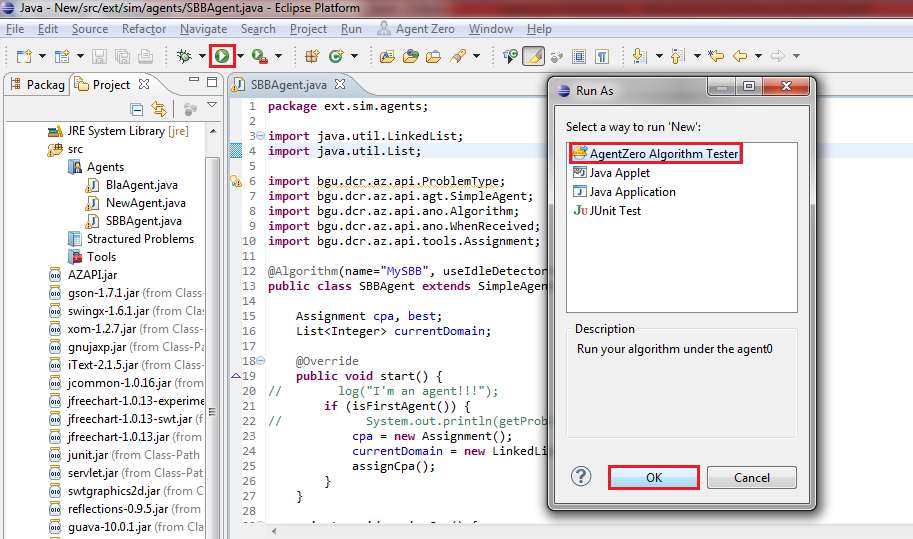 Java - New/src/ext/sim/agents/SBBAgent.java - Eclipse Platform
File Edit Source Refactor Navigate Search Project Run Agent Zero Window Help
Packag
Project
JRE System Library [jre]
src
Agents
BlaAgent.java
NewAgent.java
SBBAgent.java
Stractured Problems
Tools
AZAPI.jar
gson-1.7.1.jar (from Class-
swingx-1.6.1.jar (from Clas
xom-1.2.7.jar (from Class-
gnujaxp.jar (from Class-Pa
iText-2.1.5.jar (from Class-
jcommon-1.0.16.jar (from
jfreechart-1.0.13-experime
jfreechart-1.0.13-swt.jar (f
jfreechart-1.0.13.jar (from
junit.jar (from Class-Path
servlet.jar (from Class-Path
swtgraphics2d.jar (from
reflections-0.9.5.jar (from
guava-10.0.1.jar (from Cla
SBBAgent.java
1 package ext.sim.agents;
2
3 import java.util.LinkedList;
4 import java.util.List;
5
6 import bgu.dcr.az.api.ProblemType;
7 import bgu.dcr.az.api.agt.SimpleAgent;
8 import bgu.dcr.az.api.ano.Algorithm;
9 import bgu.dcr.az.api.ano.WhenReceived;
10 import bgu.dcr.az.api.tools.Assignment;
11
12 @Algorithm(name="MySBB", useIdleDetector
13 public class SBBAgent extends SimpleAgen
14
15 Assignment cpa, best;
16 List<Integer> currentDomain;
17
18 @Override
19 public void start() {
20 // log("I'm an agent!!!");
21 if (isFirstAgent()) {
22 // System.out.println(getProb
23 cpa = new Assignment();
24 currentDomain = new LinkedLi
25 assignCpa();
26 }
27 }
28
Run As
Select a way to run 'New':
AgentZero Algorithm Tester
Java Applet
Java Application
JU JUnit Test
Description
Run your algorithm under the agent0
?
OK
Cancel